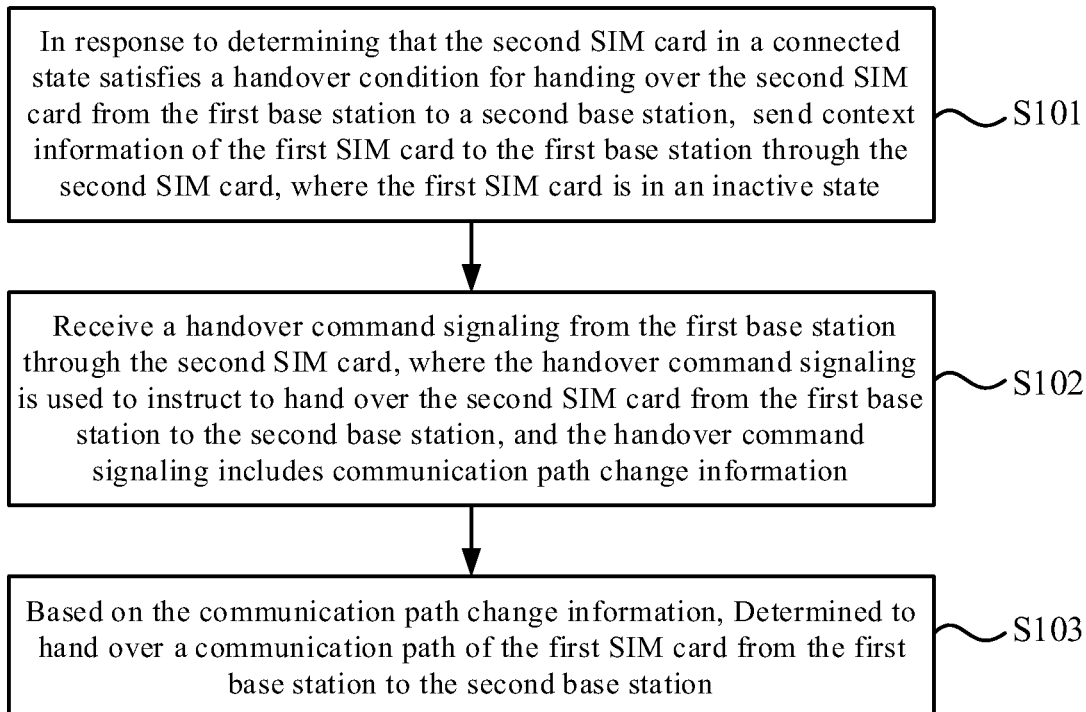 In response to determining that the second SIM card in a connected
state satisfies a handover condition for handing over the second SIM
card from the first base station to a second base station, send context
information of the first SIM card to the first base station through the
second SIM card, where the first SIM card is in an inactive state
S101
Receive a handover command signaling from the first base station
through the second SIM card, where the handover command signaling
is used to instruct to hand over the second SIM card from the first base
station to the second base station, and the handover command
signaling includes communication path change information
S102
Based on the communication path change information, Determined to
hand over a communication path of the first SIM card from the first
base station to the second base station
S103